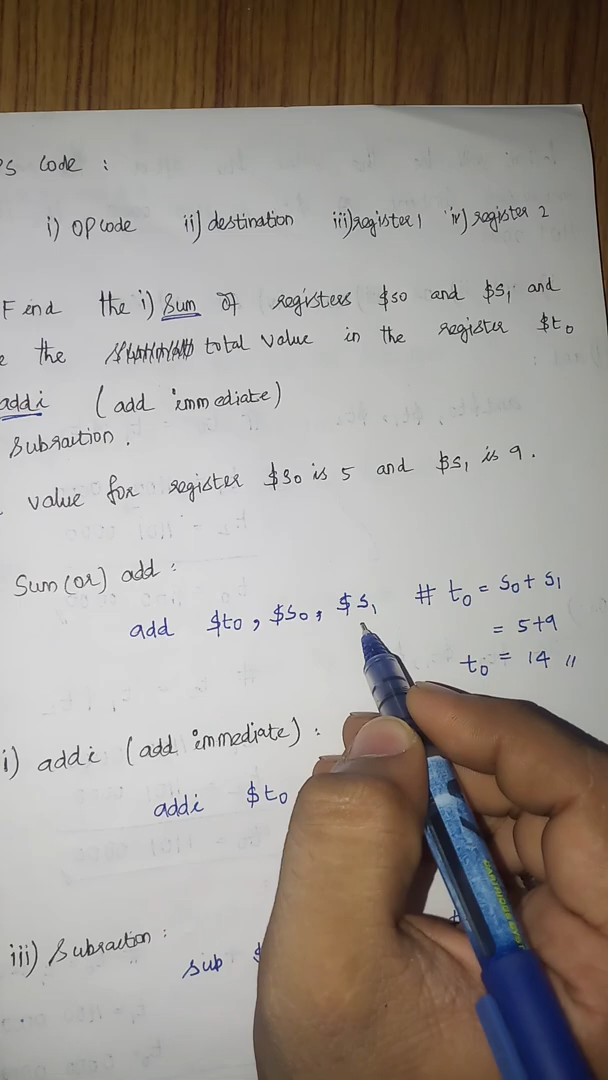 Code :
i) OPcode ii) destination iii) register 1 iv) register 2
Find the i) Sum of registers $s0 and $s1 and
the total value in the register $t0
addi (add immediate)
Subraction.
value for register $s0 is 5 and $s1 is 9.
Sum (or) add :
add $t0, $s0, $s1 # t0 = s0 + s1
= 5+9
t0 = 14 //
i) addi (add immediate) :
addi $t0
iii) Subraction :
sub $